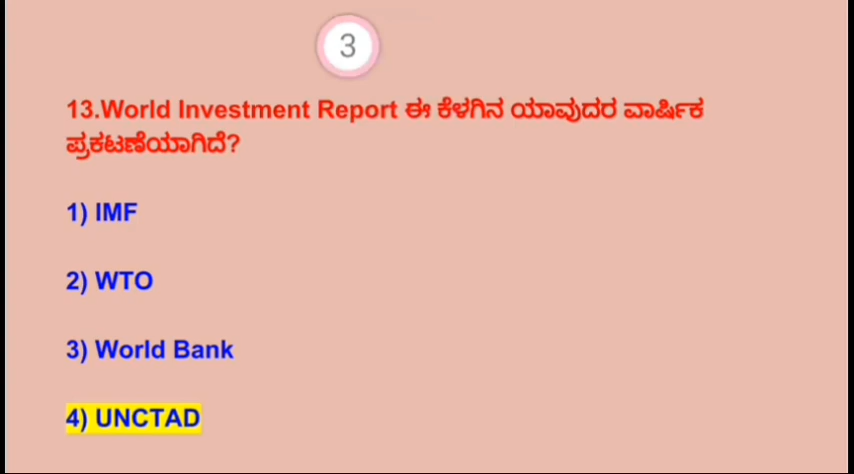 3
13.World Investment Report ಈ ಕೆಳಗಿನ ಯಾವುದರ ವಾರ್ಷಿಕ
ಪ್ರಕಟಣೆಯಾಗಿದೆ?
1) IMF
2) WTO
3) World Bank
4) UNCTAD